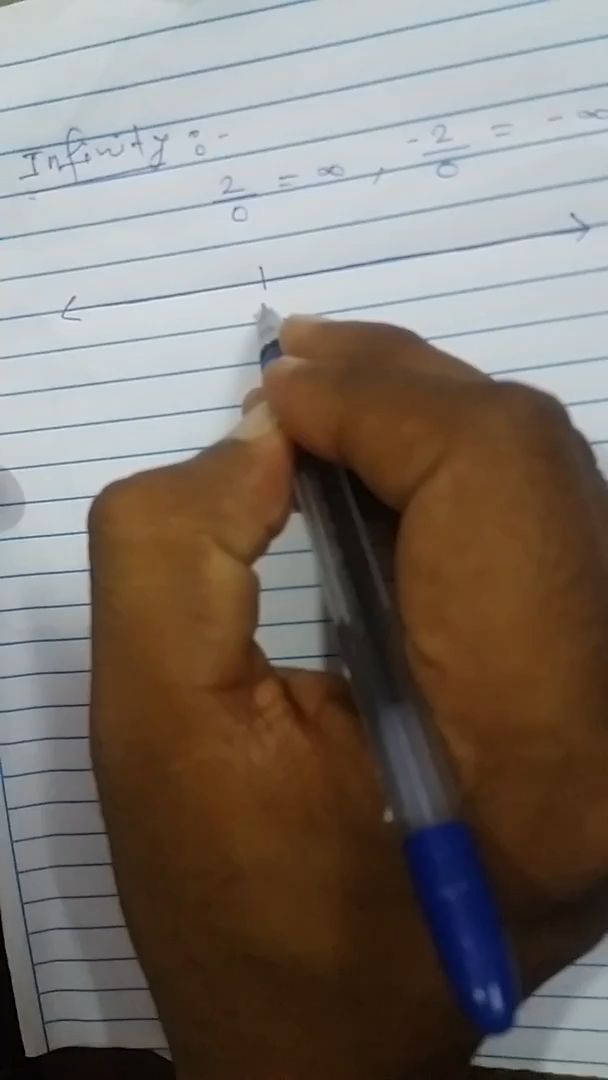 Infinity :-
2/0 = ∞ , -2/0 = -∞